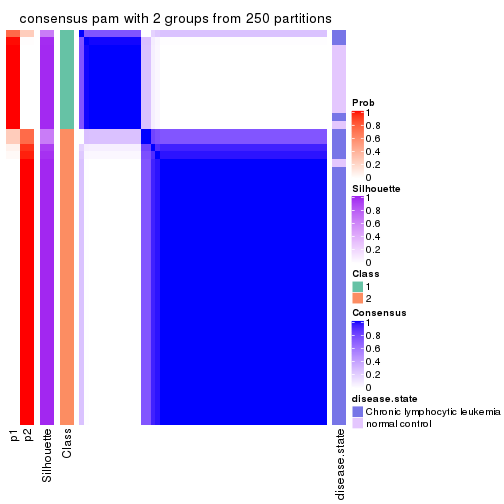 consensus pam with 2 groups from 250 partitions
Prob
1
0.8
0.6
0.4
0.2
0
Silhouette
1
0.8
0.6
0.4
0.2
0
Class
1
2
Consensus
1
0.8
0.6
0.4
0.2
0
disease.state
Chronic lymphocytic leukemia
normal control
p1
p2
Silhouette
Class
disease.state